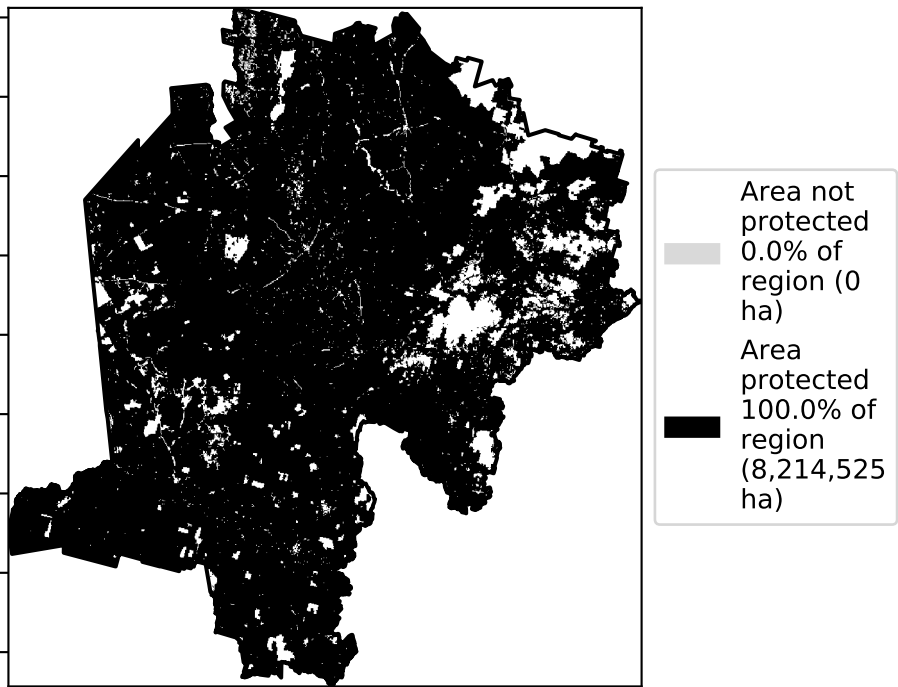 Area not
protected
0.0% of
region (0
ha)
Area
protected
100.0% of
region
(8,214,525
ha)